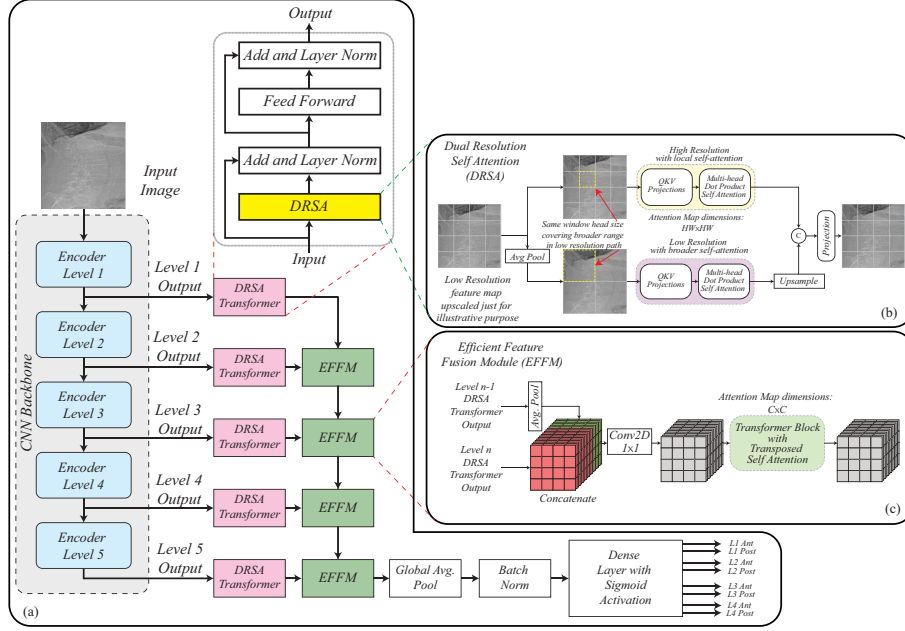 Output
Add and Layer Norm
Feed Forward
Add and Layer Norm
DRSA
Input
Input
Image
CNN Backbone
Encoder
Level 1
Encoder
Level 2
Encoder
Level 3
Encoder
Level 4
Encoder
Level 5
Level 1
Output
Level 2
Output
Level 3
Output
Level 4
Output
Level 5
Output
DRSA
Transformer
DRSA
Transformer
DRSA
Transformer
DRSA
Transformer
DRSA
Transformer
EFFM
EFFM
EFFM
EFFM
Global Avg.
Pool
Batch
Norm
Dense
Layer with
Sigmoid
Activation
L1 Ant
L1 Post
L2 Ant
L2 Post
L3 Ant
L3 Post
L4 Ant
L4 Post
(a)
Dual Resolution
Self Attention
(DRSA)
Avg Pool
Low Resolution
feature map
upscaled just for
illustrative purpose
Same window head size
covering broader range
in low resolution path
High Resolution
with local self-attention
QKV
Projections
Multi-head
Dot Product
Self Attention
Attention Map dimensions:
HWxHW
Low Resolution
with broader self-attention
QKV
Projections
Multi-head
Dot Product
Self Attention
Upsample
C
Projection
(b)
Efficient Feature
Fusion Module (EFFM)
Level n-1
DRSA
Transformer
Output
Avg. Pool
Level n
DRSA
Transformer
Output
Concatenate
Conv2D
1x1
Attention Map dimensions:
CxC
Transformer Block
with
Transposed
Self Attention
(c)